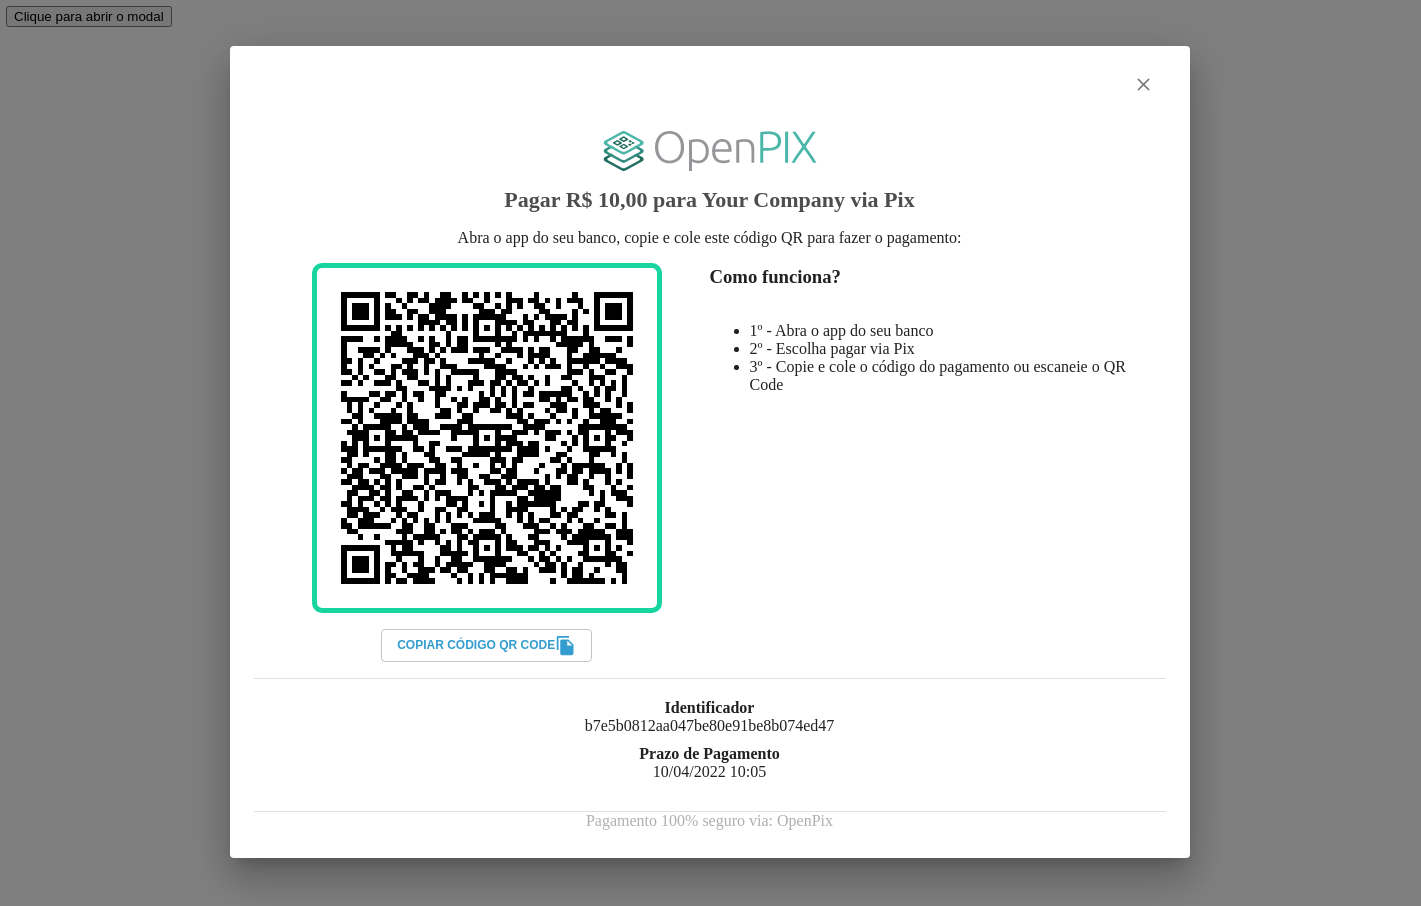 Clique para abrir o modal
OpenPIX
Pagar R$ 10,00 para Your Company via Pix
Abra o app do seu banco, copie e cole este código QR para fazer o pagamento:
Como funciona?
1º - Abra o app do seu banco
2º - Escolha pagar via Pix
3º - Copie e cole o código do pagamento ou escaneie o QR
Code
COPIAR CÓDIGO QR CODE
Identificador
b7e5b0812aa047be80e91be8b074ed47
Prazo de Pagamento
10/04/2022 10:05
Pagamento 100% seguro via: OpenPix